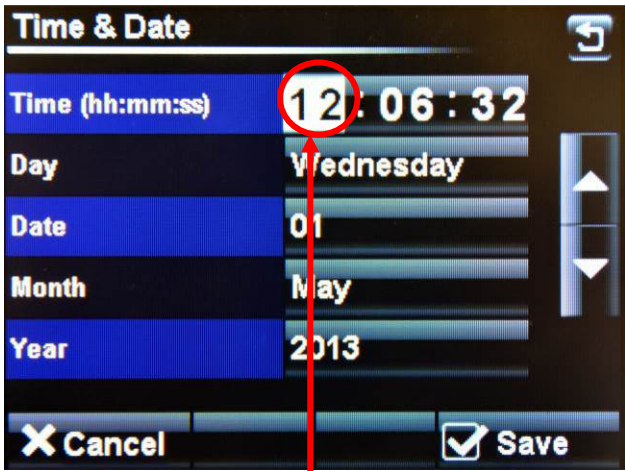 Time & Date
Time (hh:mm:ss) 12:06:32
Day Wednesday
Date 01
Month May
Year 2013
Cancel Save